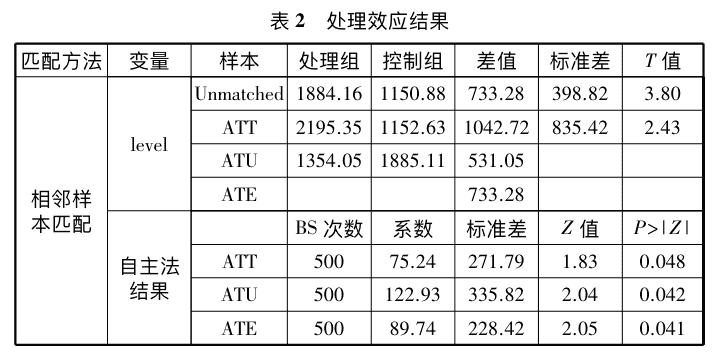 表 2 处理效应结果
匹配方法 变量 样本 处理组 控制组 差值 标准差 T 值
相邻样本匹配 level Unmatched 1884.16 1150.88 733.28 398.82 3.80
ATT 2195.35 1152.63 1042.72 835.42 2.43
ATU 1354.05 1885.11 531.05
ATE 733.28
自主法结果 BS 次数 系数 标准差 Z 值 P>|Z|
ATT 500 75.24 271.79 1.83 0.048
ATU 500 122.93 335.82 2.04 0.042
ATE 500 89.74 228.42 2.05 0.041